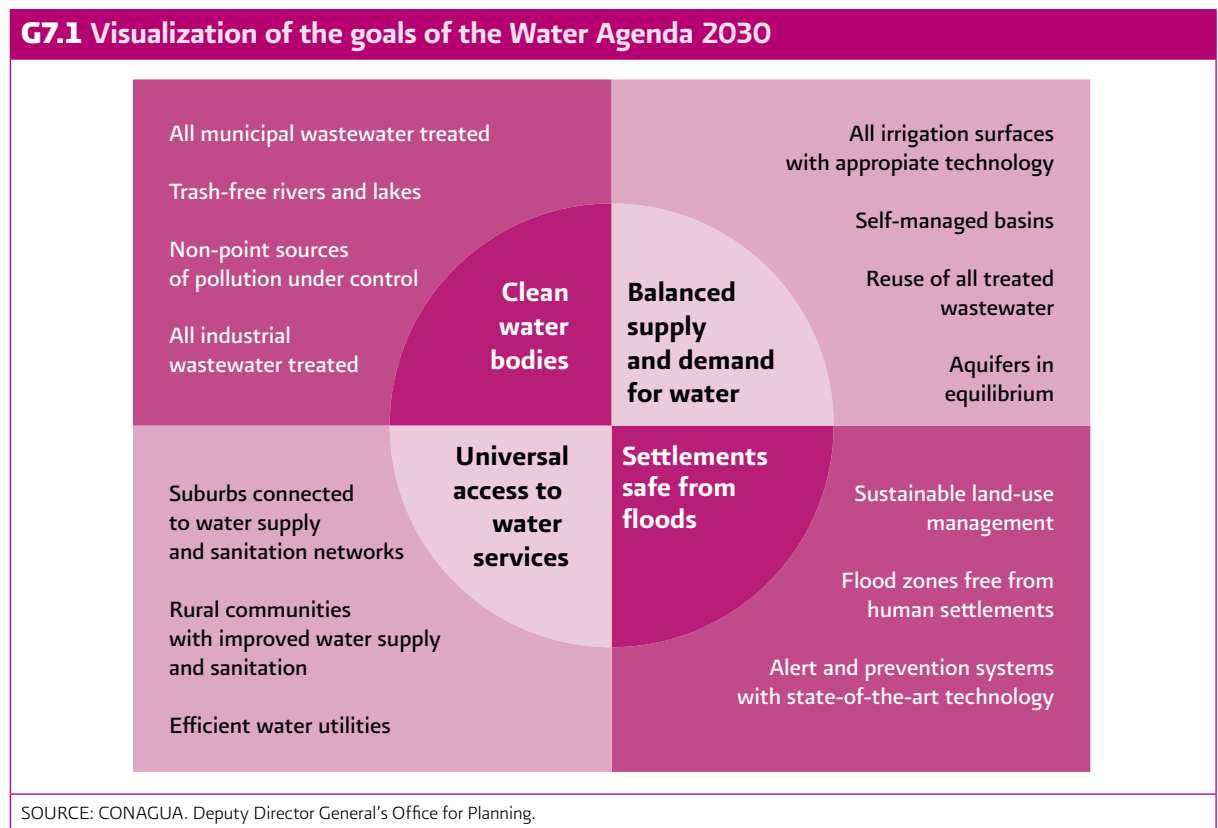 G7.1 Visualization of the goals of the Water Agenda 2030
All municipal wastewater treated
Trash-free rivers and lakes
Non-point sources
of pollution under control
All industrial
wastewater treated
Clean
water
bodies
All irrigation surfaces
with appropiate technology
Self-managed basins
Reuse of all treated
wastewater
Aquifers in
equilibrium
Balanced
supply
and demand
for water
Suburbs connected
to water supply
and sanitation networks
Rural communities
with improved water supply
and sanitation
Efficient water utilities
Universal
access to
water
services
Settlements
safe from
floods
Sustainable land-use
management
Flood zones free from
human settlements
Alert and prevention systems
with state-of-the-art technology
SOURCE: CONAGUA. Deputy Director General's Office for Planning.